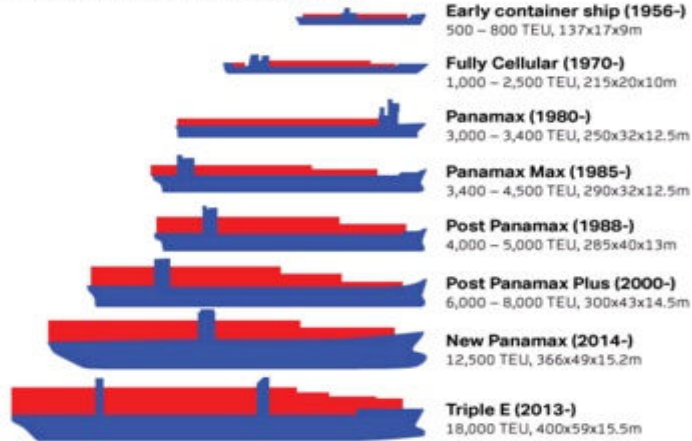 Early container ship (1956-)
500 – 800 TEU, 137x17x9m
Fully Cellular (1970-)
1,000 – 2,500 TEU, 215x20x10m
Panamax (1980-)
3,000 – 3,400 TEU, 250x32x12.5m
Panamax Max (1985-)
3,400 – 4,500 TEU, 290x32x12.5m
Post Panamax (1988-)
4,000 – 5,000 TEU, 285x40x13m
Post Panamax Plus (2000-)
6,000 – 8,000 TEU, 300x43x14.5m
New Panamax (2014-)
12,500 TEU, 366x49x15.2m
Triple E (2013-)
18,000 TEU, 400x59x15.5m